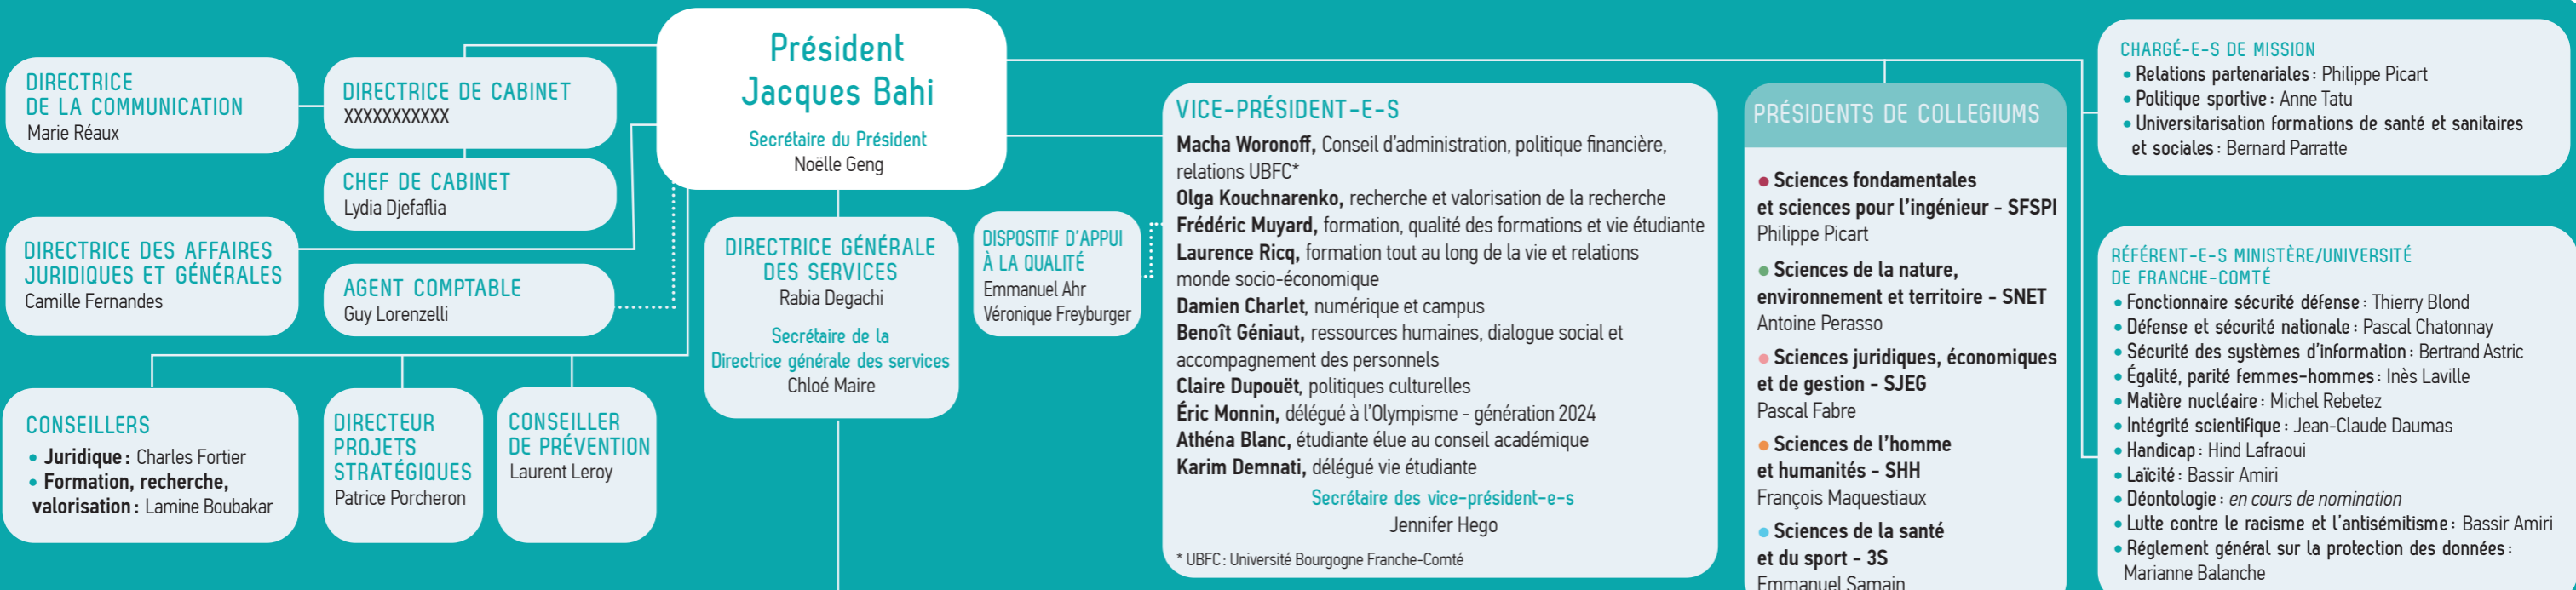 DIRECTRICE
DE LA COMMUNICATION
Marie Réaux
DIRECTRICE DE CABINET
XXXXXXXXXXX
CHEF DE CABINET
Lydia Djefaflia
DIRECTRICE DES AFFAIRES
JURIDIQUES ET GÉNÉRALES
Camille Fernandes
AGENT COMPTABLE
Guy Lorenzelli
CONSEILLERS
• Juridique : Charles Fortier
• Formation, recherche,
valorisation : Lamine Boubakar
DIRECTEUR
PROJETS
STRATÉGIQUES
Patrice Porcheron
CONSEILLER
DE PRÉVENTION
Laurent Leroy
Président
Jacques Bahi
Secrétaire du Président
Noëlle Geng
DIRECTRICE GÉNÉRALE
DES SERVICES
Rabia Degachi
Secrétaire de la
Directrice générale des services
Chloé Maire
DISPOSITIF D'APPUI
À LA QUALITÉ
Emmanuel Ahr
Véronique Freyburger
VICE-PRÉSIDENT-E-S
Macha Woronoff, Conseil d'administration, politique financière,
relations UBFC*
Olga Kouchnarenko, recherche et valorisation de la recherche
Frédéric Muyard, formation, qualité des formations et vie étudiante
Laurence Ricq, formation tout au long de la vie et relations
monde socio-économique
Damien Charlet, numérique et campus
Benoît Géniaut, ressources humaines, dialogue social et
accompagnement des personnels
Claire Dupouët, politiques culturelles
Éric Monnin, délégué à l'Olympisme - génération 2024
Athéna Blanc, étudiante élue au conseil académique
Karim Demnati, délégué vie étudiante
Secrétaire des vice-président-e-s
Jennifer Hego
* UBFC : Université Bourgogne Franche-Comté
PRÉSIDENTS DE COLLEGIUMS
• Sciences fondamentales
et sciences pour l'ingénieur - SFSPI
Philippe Picart
• Sciences de la nature,
environnement et territoire - SNET
Antoine Perasso
• Sciences juridiques, économiques
et de gestion - SJEG
Pascal Fabre
• Sciences de l'homme
et humanités - SHH
François Maquestiaux
• Sciences de la santé
et du sport - 3S
Emmanuel Samain
CHARGÉ-E-S DE MISSION
• Relations partenariales : Philippe Picart
• Politique sportive : Anne Tatu
• Universitarisation formations de santé et sanitaires
et sociales : Bernard Parratte
RÉFÉRENT-E-S MINISTÈRE/UNIVERSITÉ
DE FRANCHE-COMTÉ
• Fonctionnaire sécurité défense : Thierry Blond
• Défense et sécurité nationale : Pascal Chatonnay
• Sécurité des systèmes d'information : Bertrand Astric
• Égalité, parité femmes-hommes : Inès Laville
• Matière nucléaire : Michel Rebetez
• Intégrité scientifique : Jean-Claude Daumas
• Handicap : Hind Lafraoui
• Laïcité : Bassir Amiri
• Déontologie : en cours de nomination
• Lutte contre le racisme et l'antisémitisme : Bassir Amiri
• Réglement général sur la protection des données :
Marianne Balanche